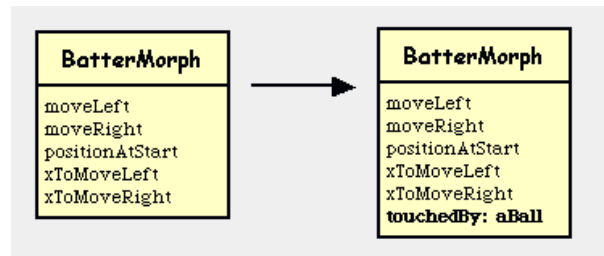 BatterMorph
moveLeft
moveRight
positionAtStart
xToMoveLeft
xToMoveRight
BatterMorph
moveLeft
moveRight
positionAtStart
xToMoveLeft
xToMoveRight
touchedBy: aBall